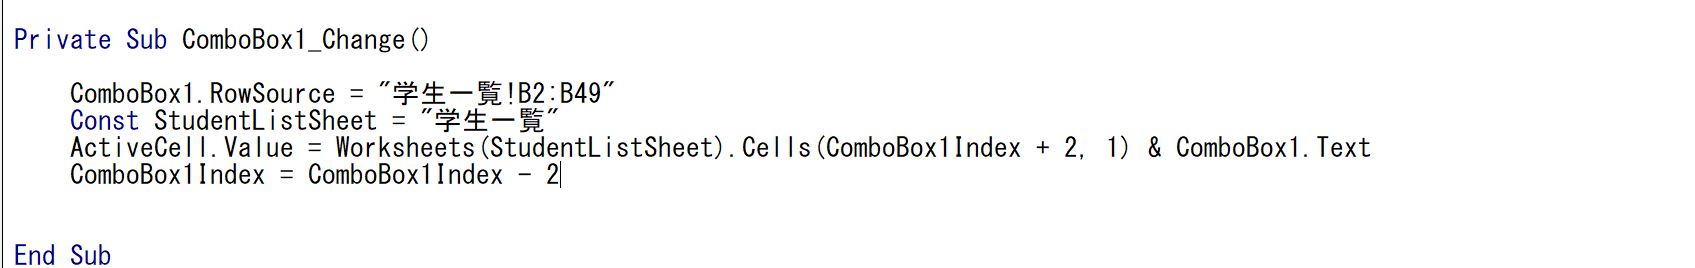 Private Sub ComboBox1_Change()
ComboBox1.RowSource = "学生一覧!B2:B49"
Const StudentListSheet = "学生一覧"
ActiveCell.Value = Worksheets(StudentListSheet).Cells(ComboBox1Index + 2, 1) & ComboBox1.Text
ComboBox1Index = ComboBox1Index - 2
End Sub